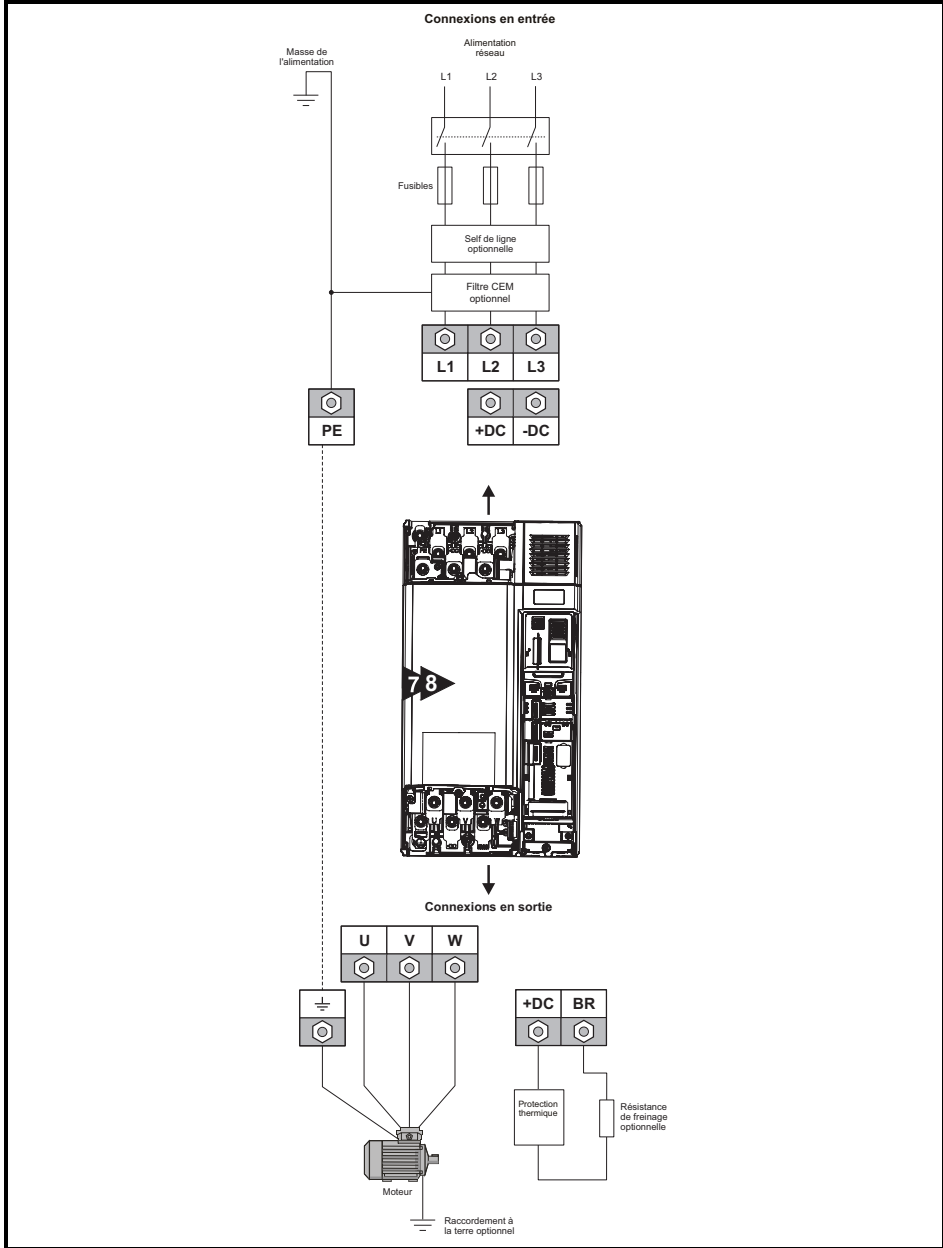 Connexions en entrée
Alimentation
réseau
Masse de
l'alimentation
L1 L2 L3
Fusibles
Self de ligne
optionnelle
Filtre CEM
optionnel
L1 L2 L3
PE
+DC -DC
7 8
Connexions en sortie
U V W
+DC BR
Protection
thermique
Résistance
de freinage
optionnelle
Moteur
Raccordement à
la terre optionnel